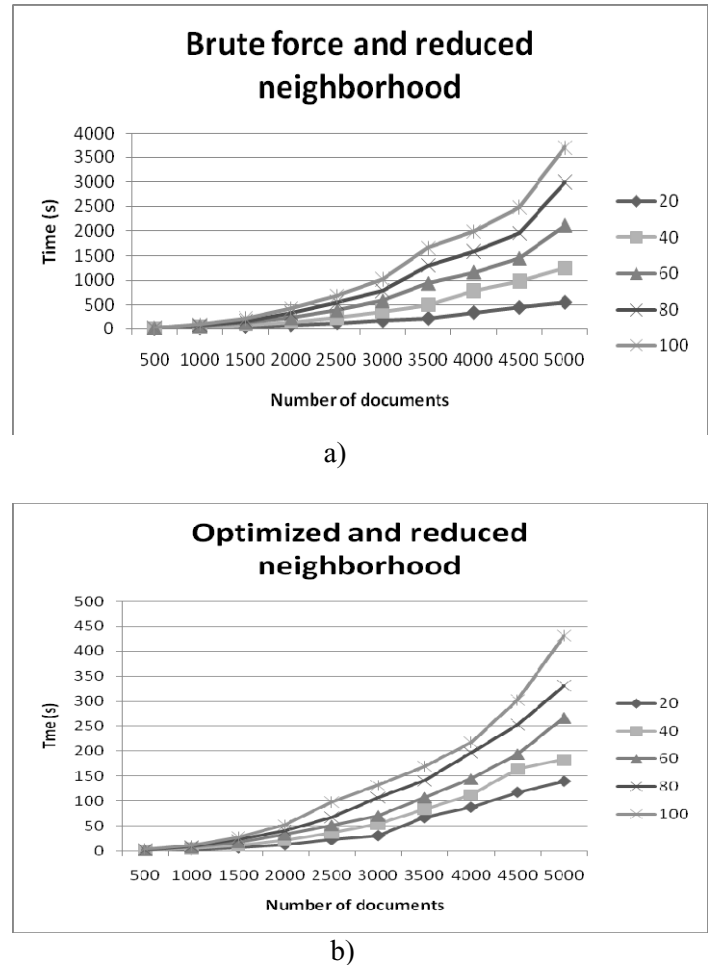 Brute force and reduced
neighborhood
Time (s)
4000
3500
3000
2500
2000
1500
1000
500
0
500 1000 1500 2000 2500 3000 3500 4000 4500 5000
Number of documents
20
40
60
80
100
a)
Optimized and reduced
neighborhood
Tme (s)
500
450
400
350
300
250
200
150
100
50
0
500 1000 1500 2000 2500 3000 3500 4000 4500 5000
Number of documents
20
40
60
80
100
b)